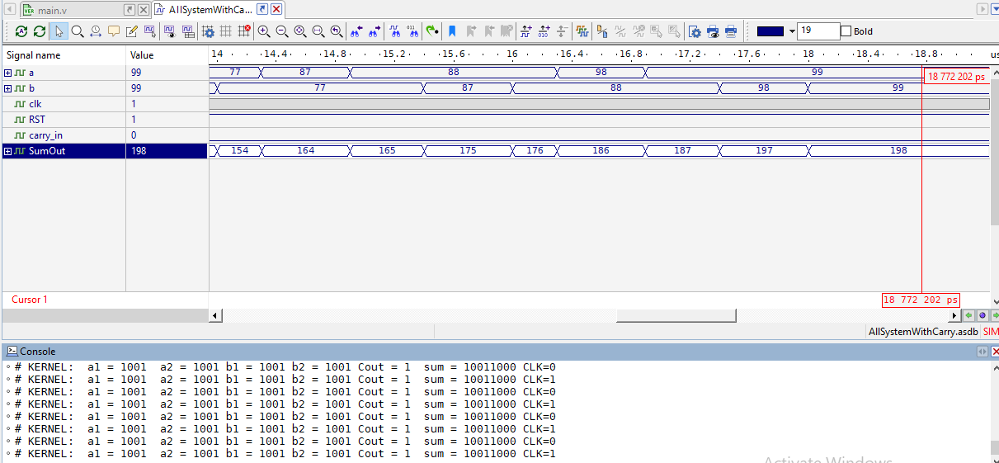 main.v AllSystemWithCa...
19 Bold
Signal name Value 14 14.4 14.8 15.2 15.6 16 16.4 16.8 17.2 17.6 18 18.4 18.8 us
a 99 77 87 88 98 99
18 772 202 ps
b 99 77 87 88 98 99
clk 1
RST 1
carry_in 0
SumOut 198 154 164 165 175 176 186 187 197 198
Cursor 1 18 772 202 ps
AllSystemWithCarry.asdb SIM
Console
# KERNEL: a1 = 1001 a2 = 1001 b1 = 1001 b2 = 1001 Cout = 1 sum = 10011000 CLK=0
# KERNEL: a1 = 1001 a2 = 1001 b1 = 1001 b2 = 1001 Cout = 1 sum = 10011000 CLK=1
# KERNEL: a1 = 1001 a2 = 1001 b1 = 1001 b2 = 1001 Cout = 1 sum = 10011000 CLK=0
# KERNEL: a1 = 1001 a2 = 1001 b1 = 1001 b2 = 1001 Cout = 1 sum = 10011000 CLK=1
# KERNEL: a1 = 1001 a2 = 1001 b1 = 1001 b2 = 1001 Cout = 1 sum = 10011000 CLK=0
# KERNEL: a1 = 1001 a2 = 1001 b1 = 1001 b2 = 1001 Cout = 1 sum = 10011000 CLK=1
# KERNEL: a1 = 1001 a2 = 1001 b1 = 1001 b2 = 1001 Cout = 1 sum = 10011000 CLK=0
# KERNEL: a1 = 1001 a2 = 1001 b1 = 1001 b2 = 1001 Cout = 1 sum = 10011000 CLK=1
Activate Windows